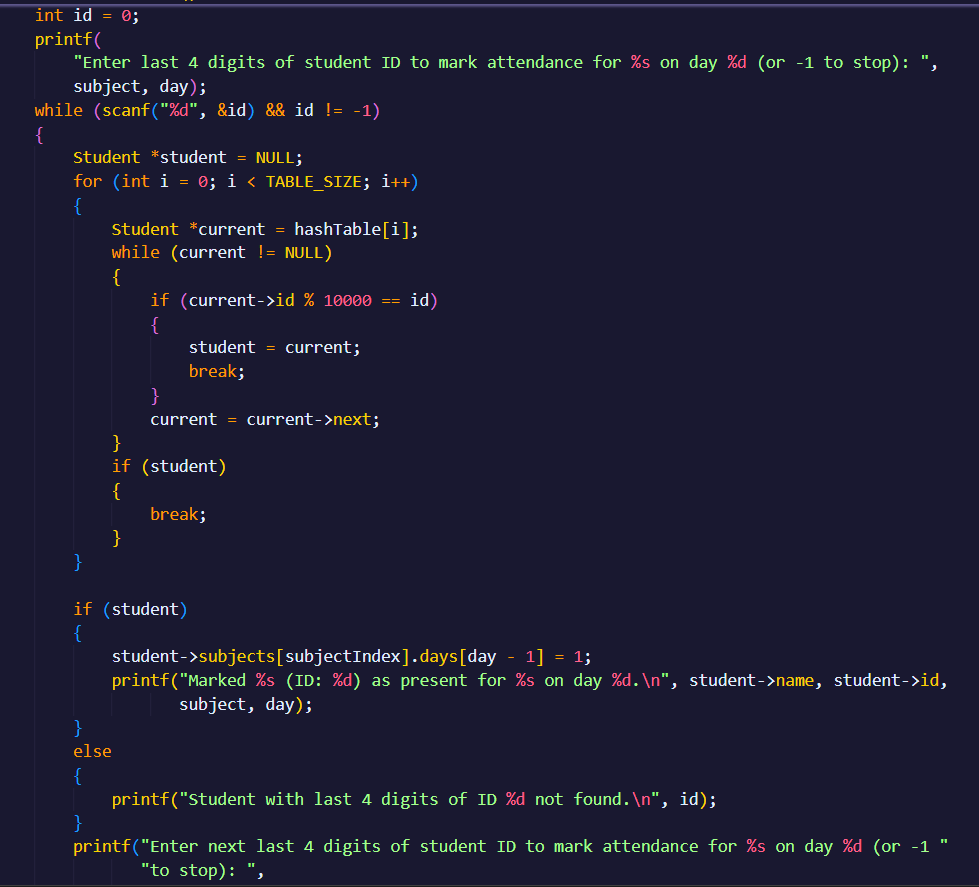 int id = 0;
printf(
"Enter last 4 digits of student ID to mark attendance for %s on day %d (or -1 to stop): ",
subject, day);
while (scanf("%d", &id) && id != -1)
{
Student *student = NULL;
for (int i = 0; i < TABLE_SIZE; i++)
{
Student *current = hashTable[i];
while (current != NULL)
{
if (current->id % 10000 == id)
{
student = current;
break;
}
current = current->next;
}
if (student)
{
break;
}
}
if (student)
{
student->subjects[subjectIndex].days[day - 1] = 1;
printf("Marked %s (ID: %d) as present for %s on day %d.\n", student->name, student->id,
subject, day);
}
else
{
printf("Student with last 4 digits of ID %d not found.\n", id);
}
printf("Enter next last 4 digits of student ID to mark attendance for %s on day %d (or -1 "
"to stop): ",